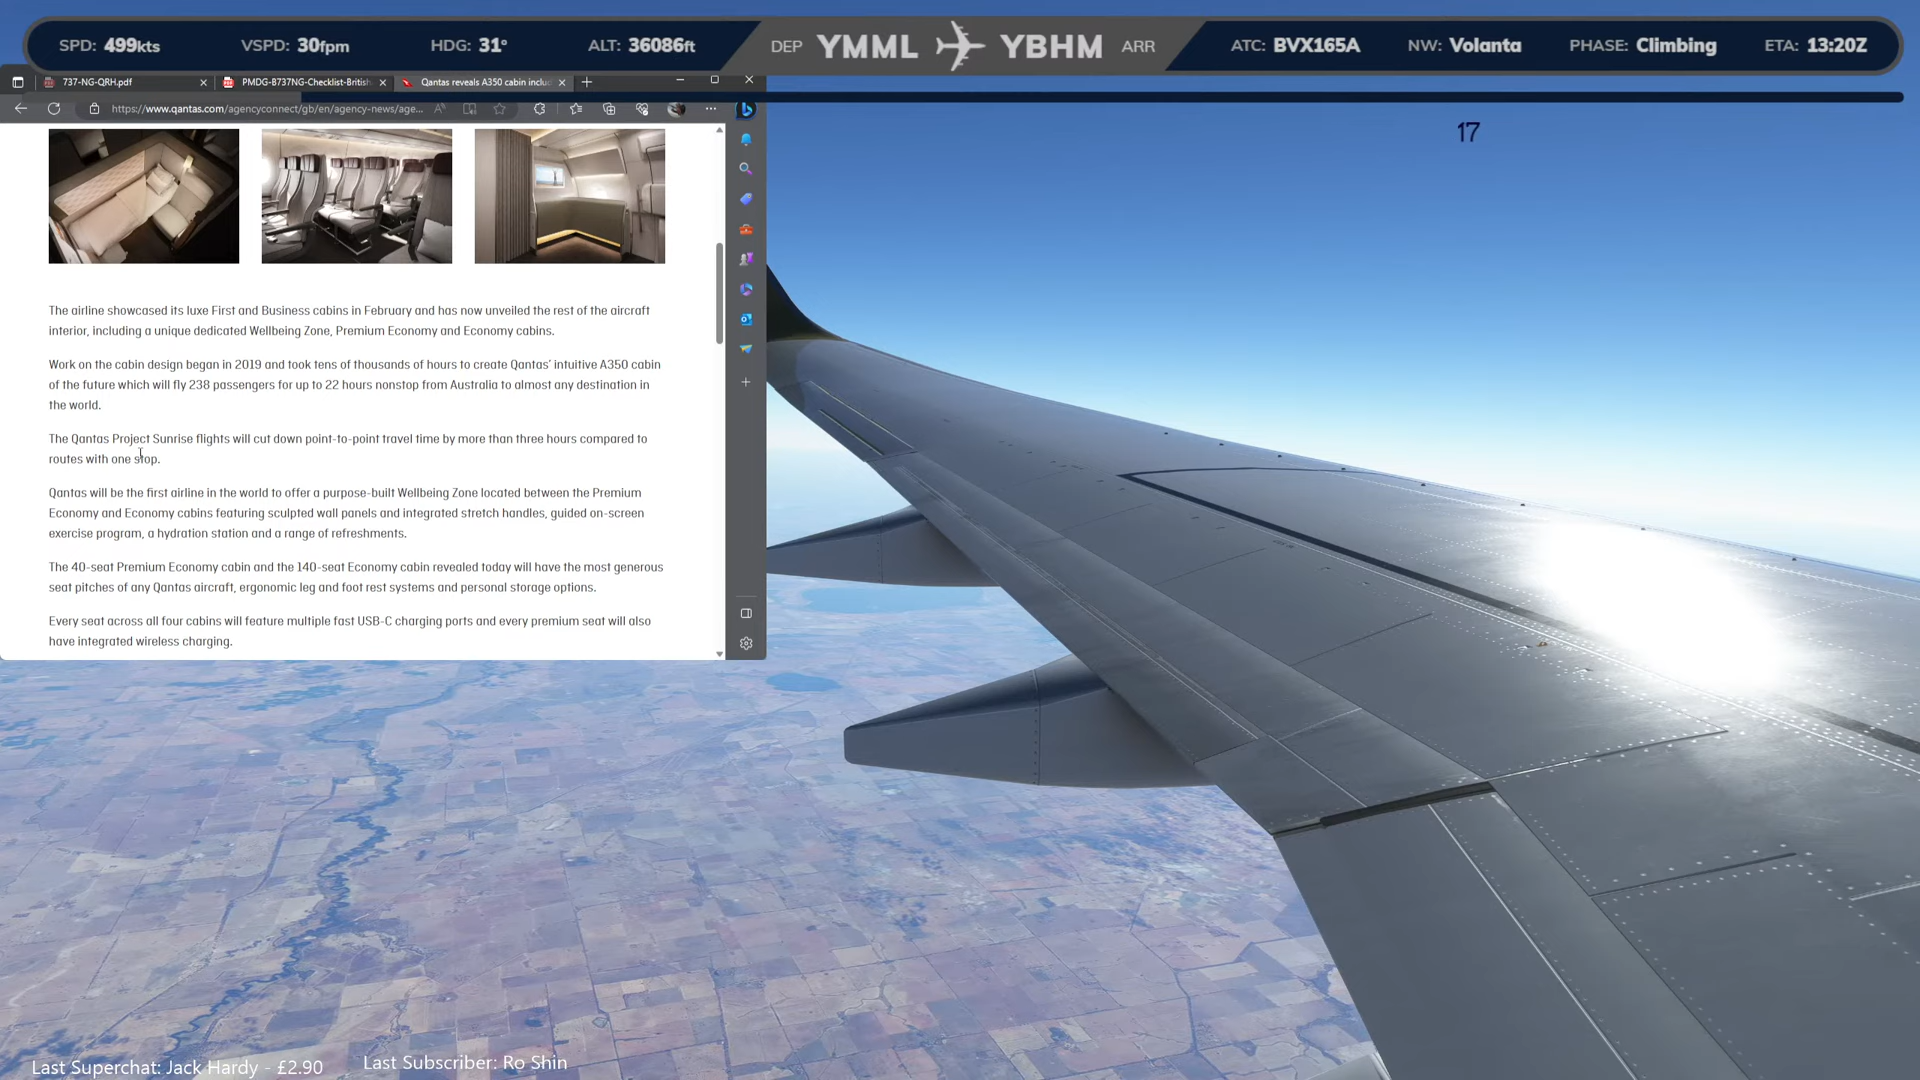 SPD: 499kts VSPD: 30fpm HDG: 31° ALT: 36086ft DEP YMML YBHM ARR ATC: BVX165A NW: Volanta PHASE: Climbing ETA: 13:20Z
737-NG-QRH.pdf PMDG-B737NG-Checklist-British Qantas reveals A350 cabin inclu
https://www.qantas.com/agencyconnect/gb/en/agency-news/age...
17
The airline showcased its luxe First and Business cabins in February and has now unveiled the rest of the aircraft
interior, including a unique dedicated Wellbeing Zone, Premium Economy and Economy cabins.
Work on the cabin design began in 2019 and took tens of thousands of hours to create Qantas’ intuitive A350 cabin
of the future which will fly 238 passengers for up to 22 hours nonstop from Australia to almost any destination in
the world.
The Qantas Project Sunrise flights will cut down point-to-point travel time by more than three hours compared to
routes with one stop.
Qantas will be the first airline in the world to offer a purpose-built Wellbeing Zone located between the Premium
Economy and Economy cabins featuring sculpted wall panels and integrated stretch handles, guided on-screen
exercise program, a hydration station and a range of refreshments.
The 40-seat Premium Economy cabin and the 140-seat Economy cabin revealed today will have the most generous
seat pitches of any Qantas aircraft, ergonomic leg and foot rest systems and personal storage options.
Every seat across all four cabins will feature multiple fast USB-C charging ports and every premium seat will also
have integrated wireless charging.
Last Superchat: Jack Hardy - £2.90 Last Subscriber: Ro Shin